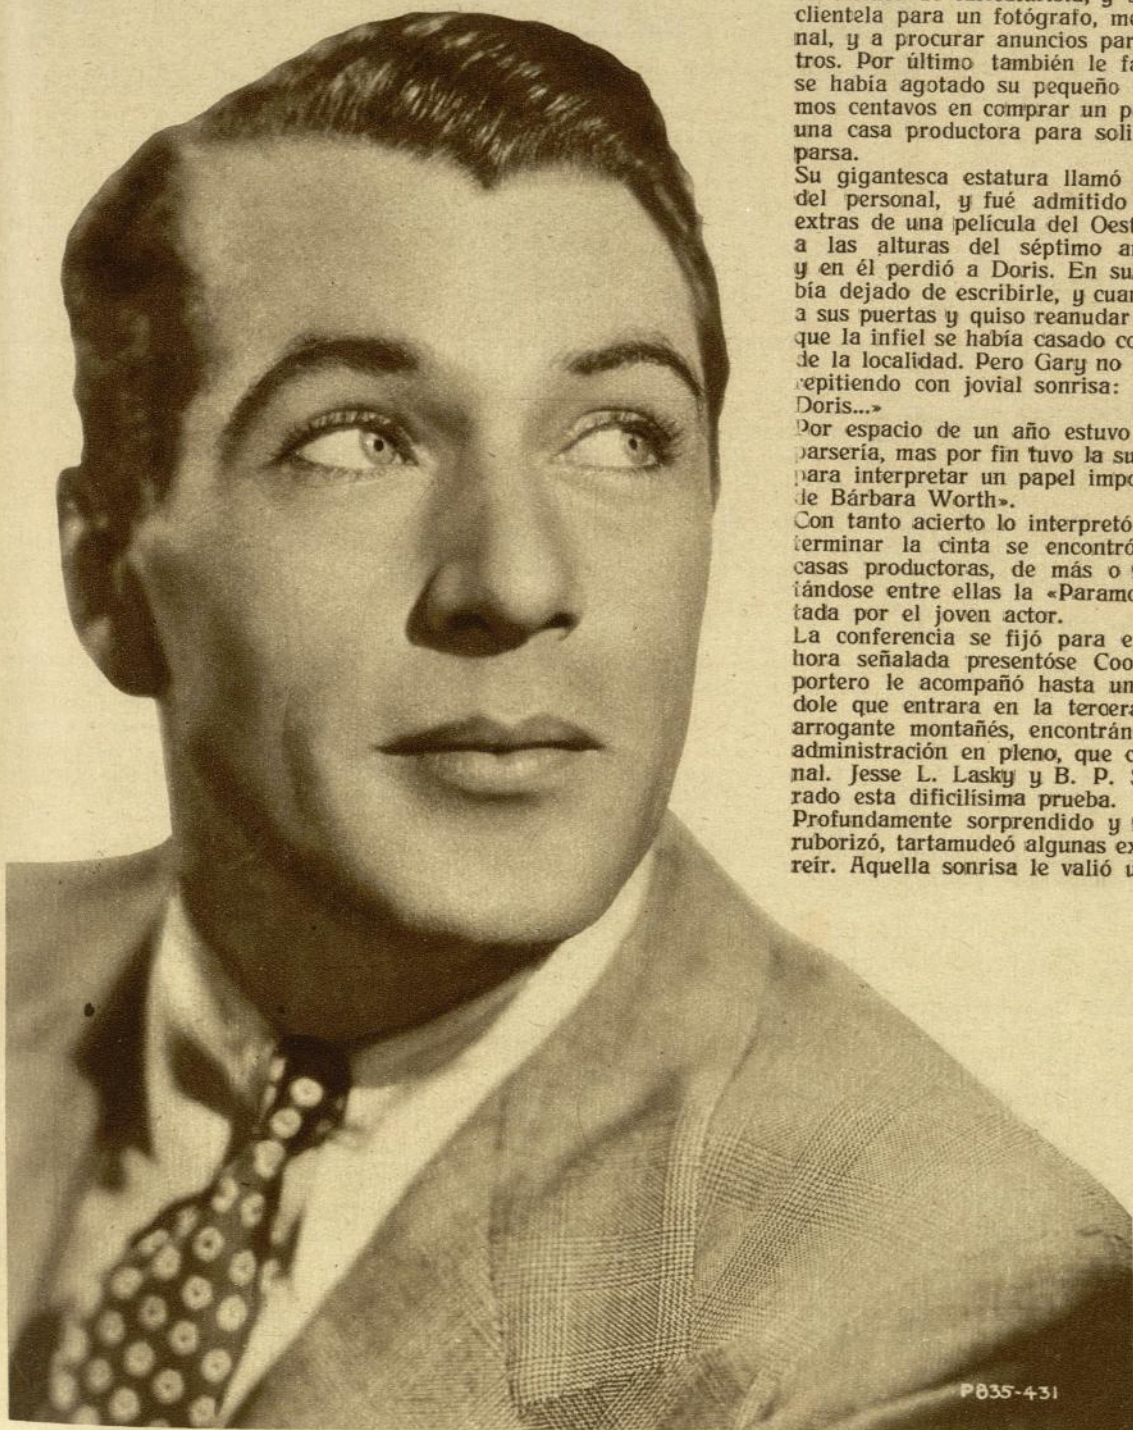 clientela para un fotógrafo, me
nal, y a procurar anuncios par
tros. Por último también le fa
se había agotado su pequeño
mos centavos en comprar un p
una casa productora para soli
parsa.
Su gigantesca estatura llamó
del personal, y fué admitido
extras de una película del Oest
a las alturas del séptimo a
y en él perdió a Doris. En su
bía dejado de escribirle, y cuan
a sus puertas y quiso reanudar
que la infiel se había casado co
de la localidad. Pero Gary no
repitiendo con jovial sonrisa:
Doris...»
Por espacio de un año estuvo
parsería, mas por fin tuvo la su
para interpretar un papel impo
de Bárbara Worth».
Con tanto acierto lo interpretó
terminar la cinta se encontró
casas productoras, de más o
tándose entre ellas la «Paramo
tada por el joven actor.
La conferencia se fijó para e
hora señalada presentóse Coo
portero le acompañó hasta un
dole que entrara en la tercera
arrogante montañés, encontrán
administración en pleno, que c
nal. Jesse L. Lasky y B. P.
rado esta dificilísima prueba.
Profundamente sorprendido y
ruborizó, tartamudeó algunas ex
reír. Aquella sonrisa le valió u
P835-431